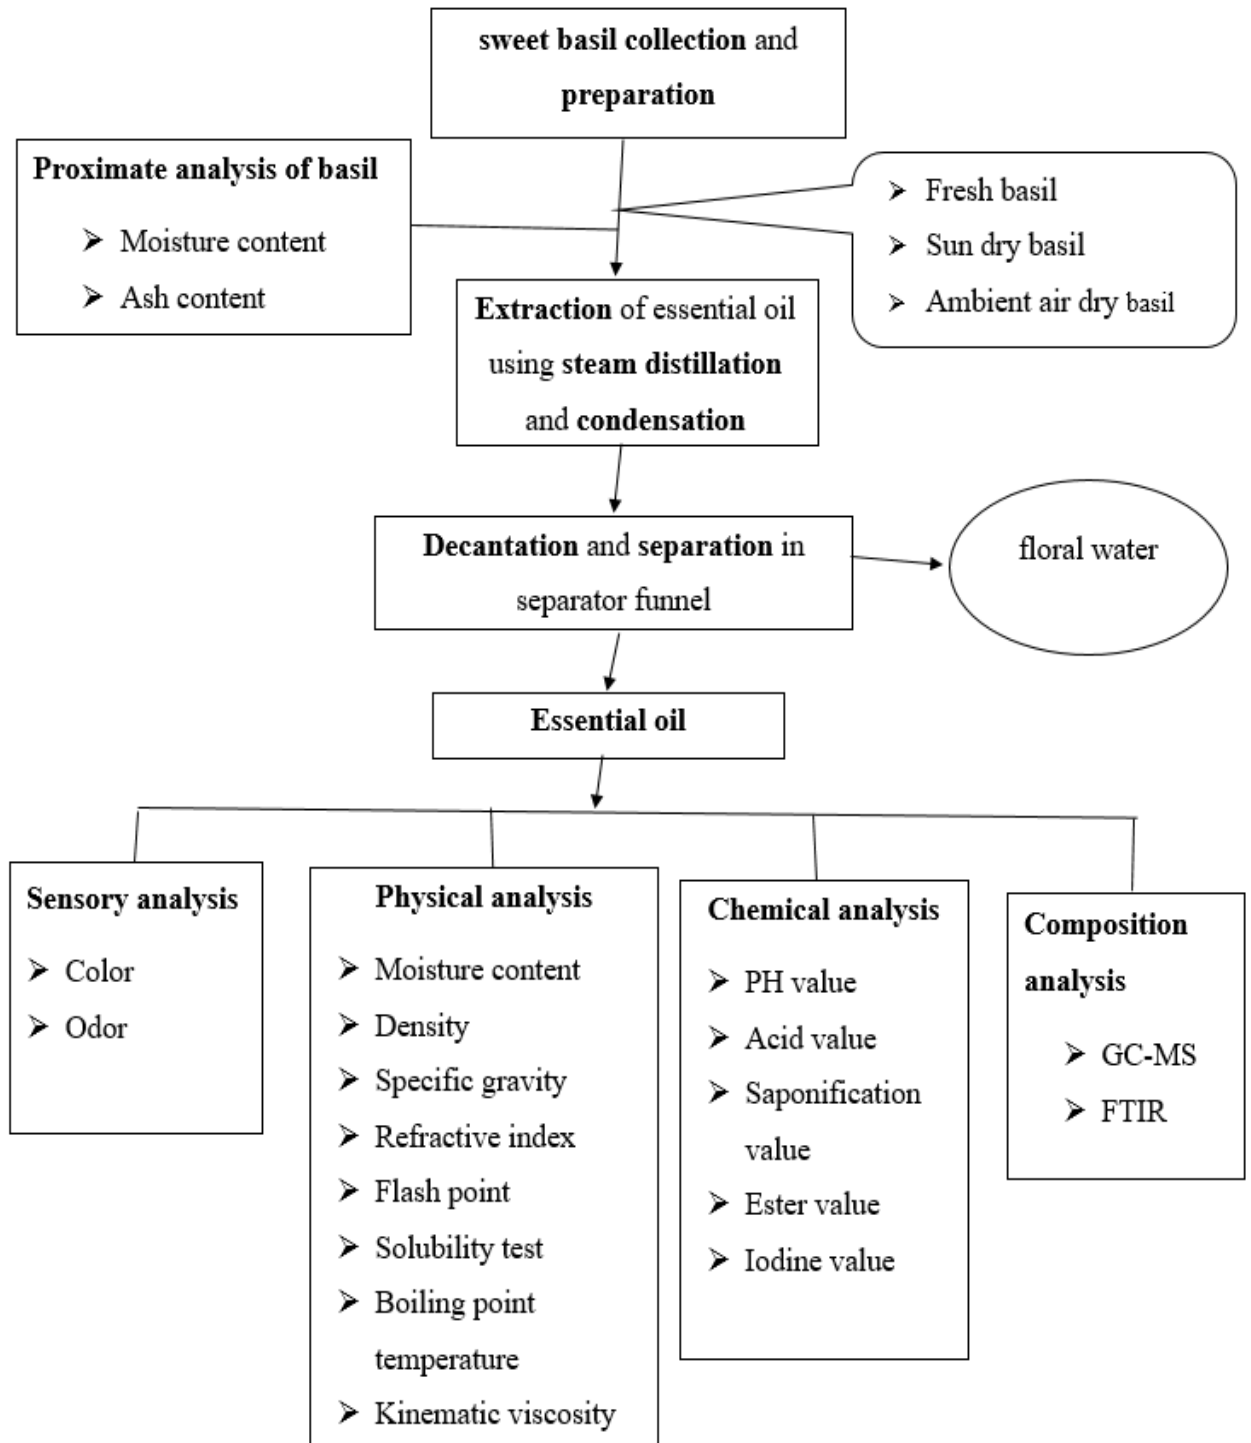 sweet basil collection and
preparation
Proximate analysis of basil
➢ Moisture content
➢ Ash content
➢ Fresh basil
➢ Sun dry basil
➢ Ambient air dry basil
Extraction of essential oil
using steam distillation
and condensation
Decantation and separation in
separator funnel
floral water
Essential oil
Sensory analysis
➢ Color
➢ Odor
Physical analysis
➢ Moisture content
➢ Density
➢ Specific gravity
➢ Refractive index
➢ Flash point
➢ Solubility test
➢ Boiling point
temperature
➢ Kinematic viscosity
Chemical analysis
➢ PH value
➢ Acid value
➢ Saponification
value
➢ Ester value
➢ Iodine value
Composition
analysis
➢ GC-MS
➢ FTIR